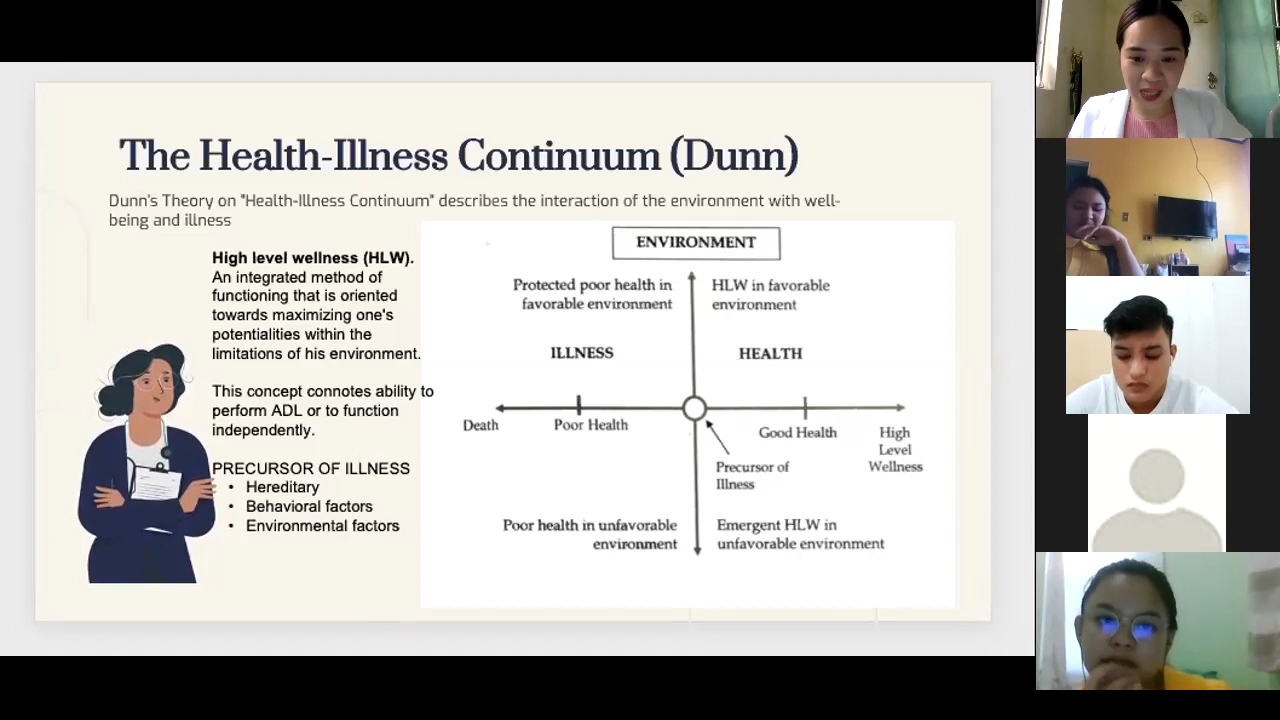 The Health-Illness Continuum (Dunn)
Dunn's Theory on "Health-Illness Continuum" describes the interaction of the environment with well-
being and illness
High level wellness (HLW).
An integrated method of
functioning that is oriented
towards maximizing one's
potentialities within the
limitations of his environment.
This concept connotes ability to
perform ADL or to function
independently.
PRECURSOR OF ILLNESS
• Hereditary
• Behavioral factors
• Environmental factors
ENVIRONMENT
Protected poor health in
favorable environment
HLW in favorable
environment
ILLNESS
HEALTH
Death
Poor Health
Good Health
High
Level
Wellness
Precursor of
Illness
Poor health in unfavorable
environment
Emergent HLW in
unfavorable environment